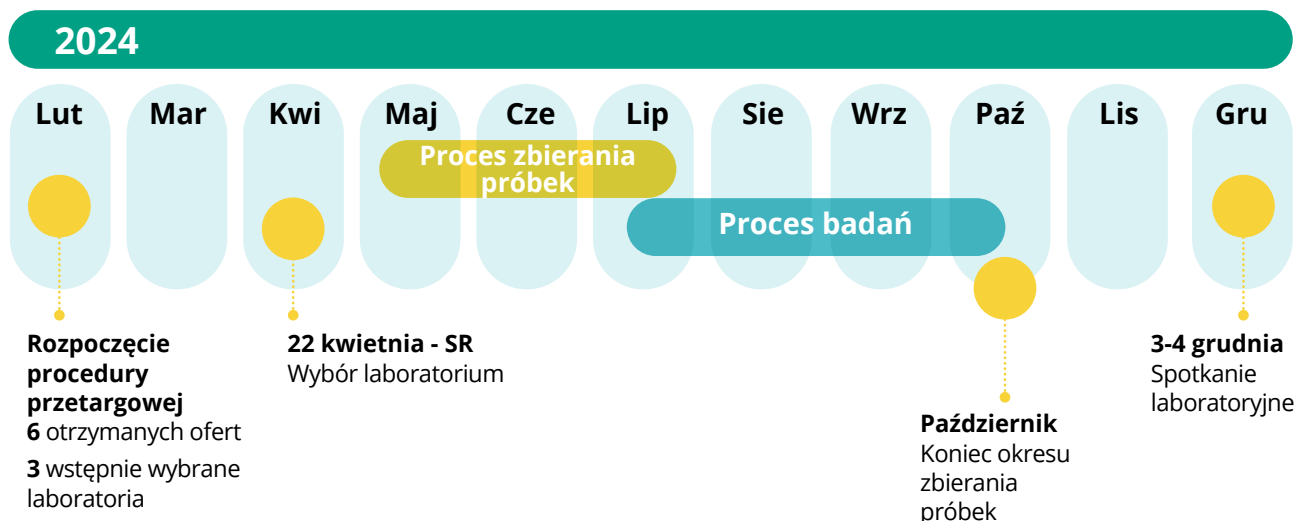 2024
Lut Mar Kwi Maj Cze Lip Sie Wrz Paź Lis Gru
Proces zbierania
próbek
Proces badań
Rozpoczęcie
procedury
przetargowej
6 otrzymanych ofert
3 wstępnie wybrane
laboratoria
22 kwietnia - SR
Wybór laboratorium
Październik
Koniec okresu
zbierania
próbek
3-4 grudnia
Spotkanie
laboratoryjne